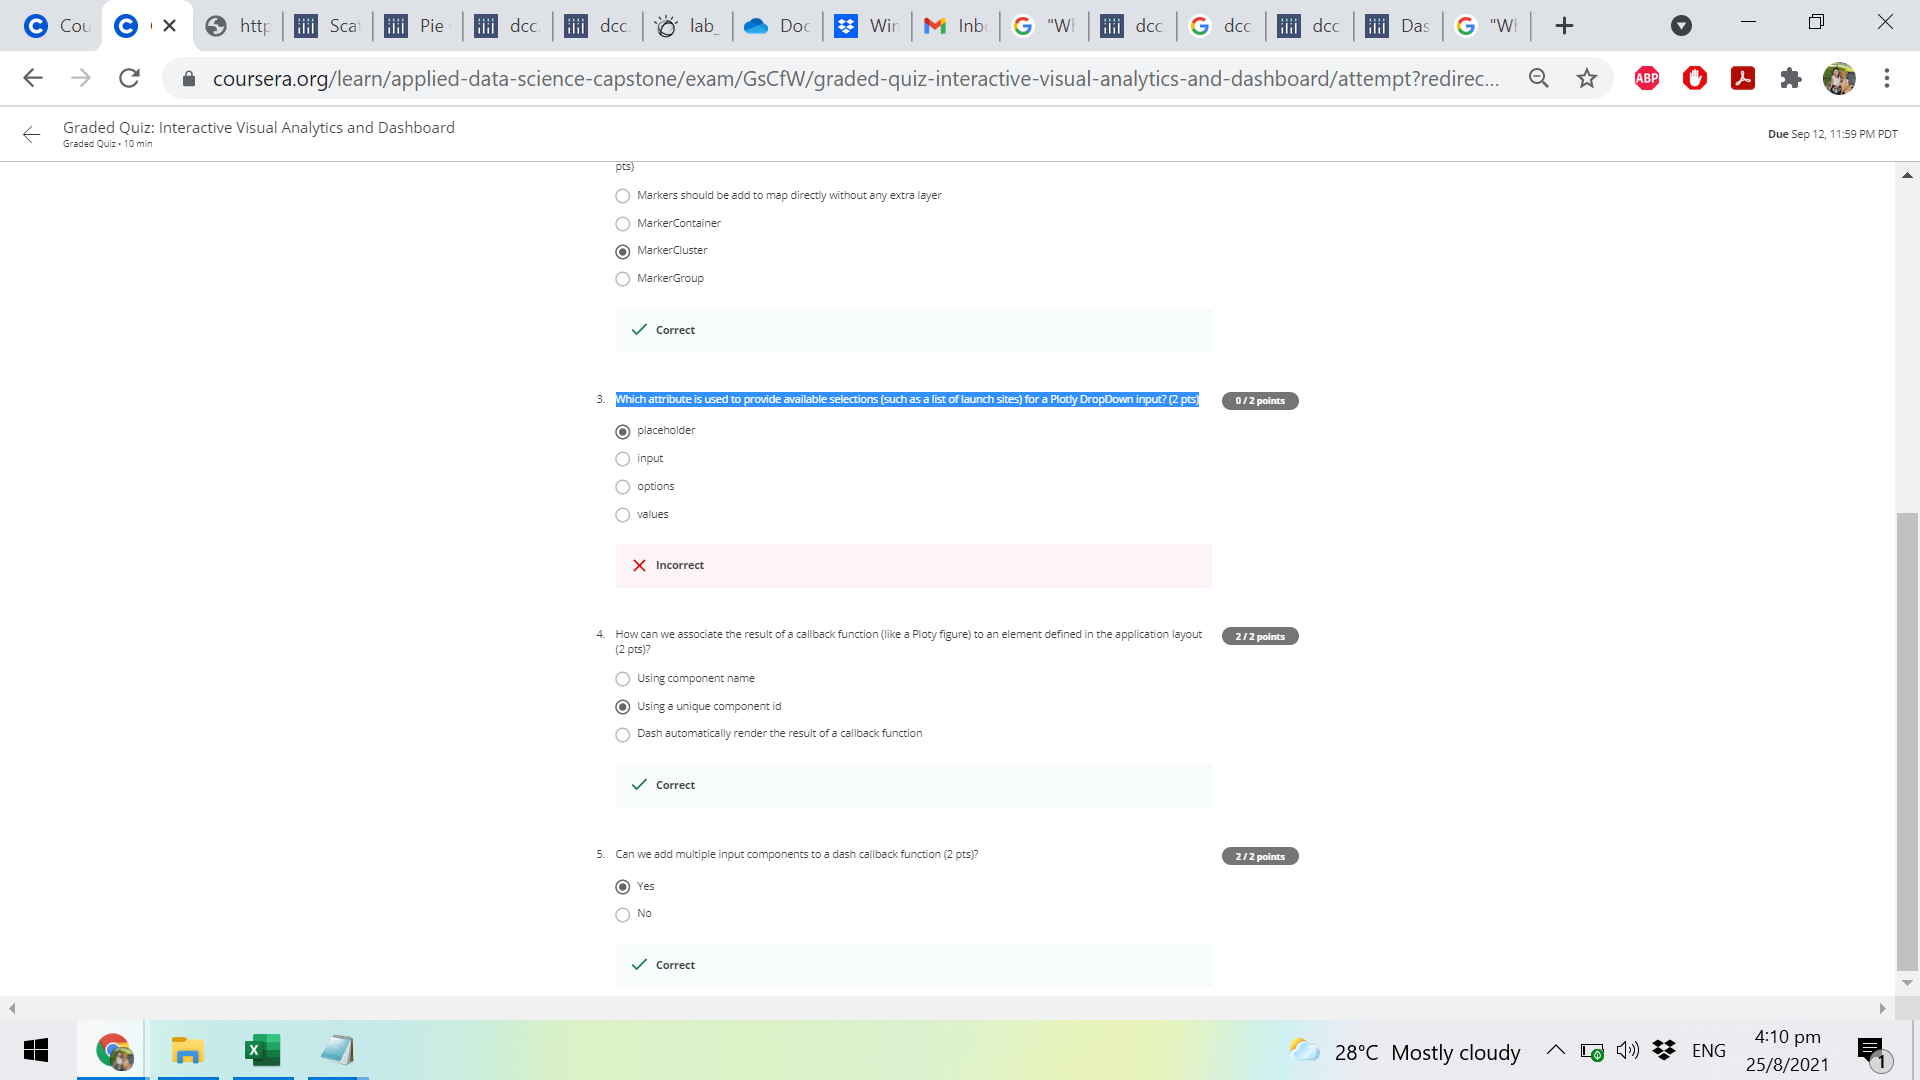 Cou
http
Scat
Pie
dcc.
dcc.
lab_
Doc
Win
Inbo
"Wh
dcc.
dcc
dcc.
Das
"Wh
coursera.org/learn/applied-data-science-capstone/exam/GsCfW/graded-quiz-interactive-visual-analytics-and-dashboard/attempt?redirec...
ABP
Graded Quiz: Interactive Visual Analytics and Dashboard
Graded Quiz • 10 min
Due Sep 12, 11:59 PM PDT
pts)
Markers should be add to map directly without any extra layer
MarkerContainer
MarkerCluster
MarkerGroup
Correct
3. Which attribute is used to provide available selections (such as a list of launch sites) for a Plotly DropDown input? (2 pts)
0 / 2 points
placeholder
input
options
values
Incorrect
4. How can we associate the result of a callback function (like a Ploty figure) to an element defined in the application layout
(2 pts)?
2 / 2 points
Using component name
Using a unique component id
Dash automatically render the result of a callback function
Correct
5. Can we add multiple input components to a dash callback function (2 pts)?
2 / 2 points
Yes
No
Correct
28°C Mostly cloudy
ENG
4:10 pm
25/8/2021
1